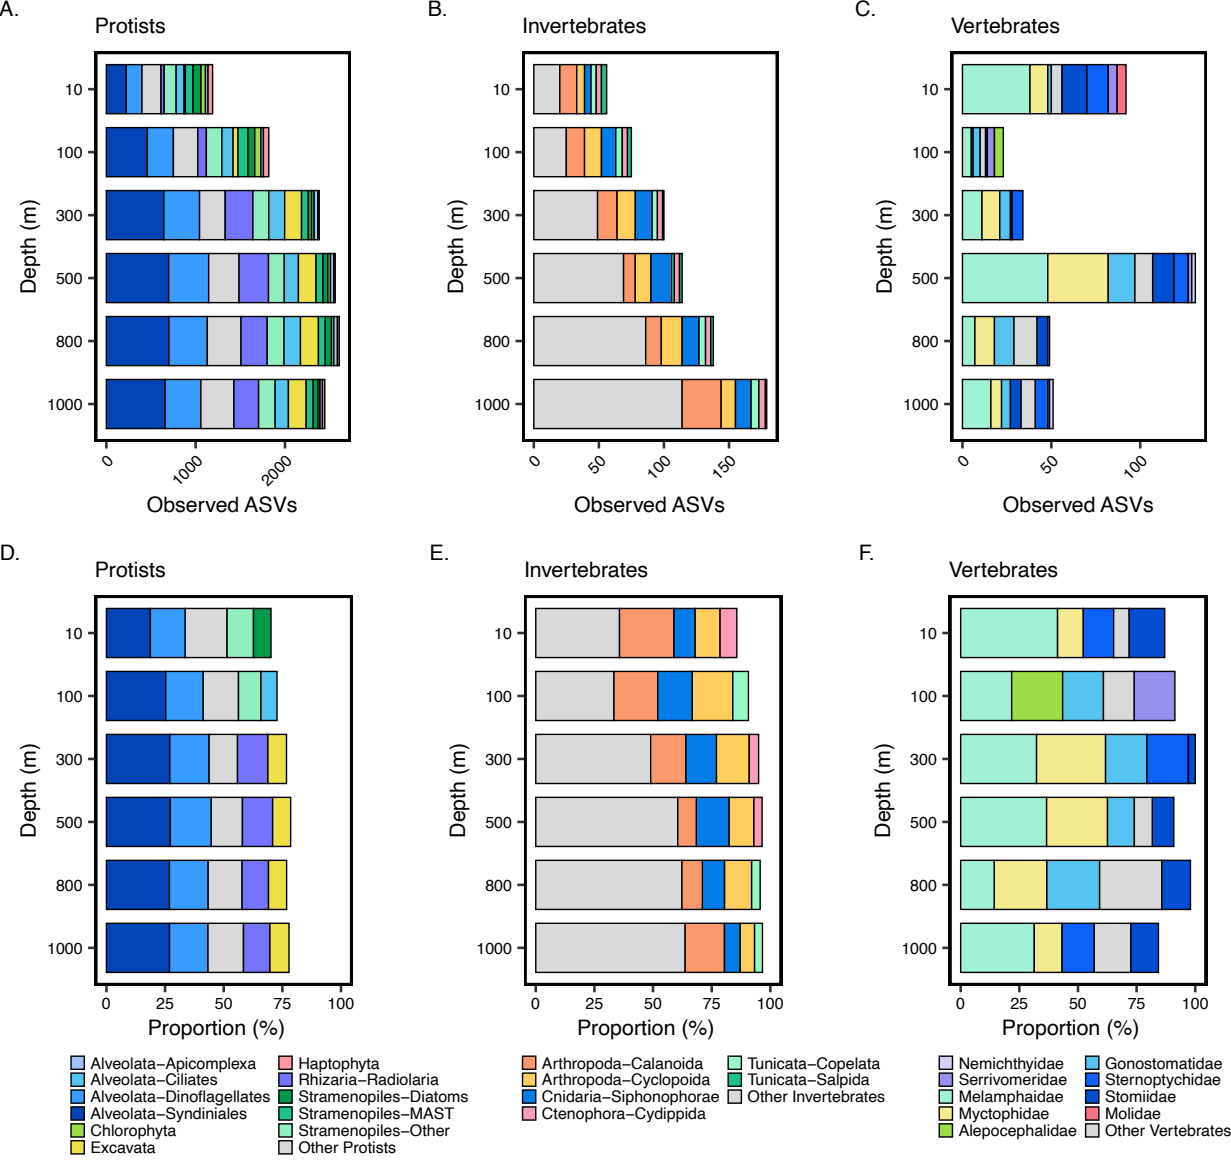 A.
Protists
Depth (m)
10
100
300
500
800
1000
0
1000
2000
Observed ASVs
B.
Invertebrates
Depth (m)
10
100
300
500
800
1000
0
50
100
150
Observed ASVs
C.
Vertebrates
Depth (m)
10
100
300
500
800
1000
0
50
100
Observed ASVs
D.
Protists
Depth (m)
10
100
300
500
800
1000
0 25 50 75 100
Proportion (%)
E.
Invertebrates
Depth (m)
10
100
300
500
800
1000
0 25 50 75 100
Proportion (%)
F.
Vertebrates
Depth (m)
10
100
300
500
800
1000
0 25 50 75 100
Proportion (%)
Alveolata−Apicomplexa
Alveolata−Ciliates
Alveolata−Dinoflagellates
Alveolata−Syndiniales
Chlorophyta
Excavata
Haptophyta
Rhizaria−Radiolaria
Stramenopiles−Diatoms
Stramenopiles−MAST
Stramenopiles−Other
Other Protists
Arthropoda−Calanoida
Arthropoda−Cyclopoida
Cnidaria−Siphonophorae
Ctenophora−Cydippida
Tunicata−Copelata
Tunicata−Salpida
Other Invertebrates
Nemichthyidae
Serrivomeridae
Melamphaidae
Myctophidae
Alepocephalidae
Gonostomatidae
Sternoptychidae
Stomiidae
Molidae
Other Vertebrates